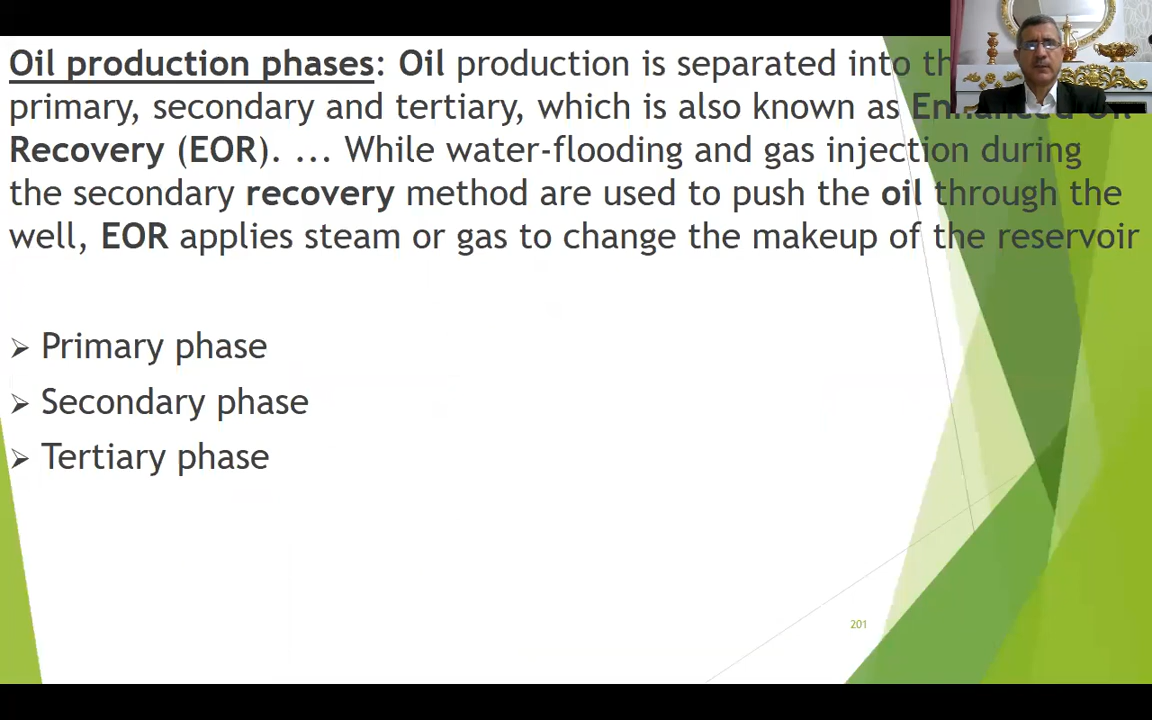 Oil production phases: Oil production is separated into
primary, secondary and tertiary, which is also known as Enhanced Oil
Recovery (EOR). ... While water-flooding and gas injection during
the secondary recovery method are used to push the oil through the
well, EOR applies steam or gas to change the makeup of the reservoir
➢ Primary phase
➢ Secondary phase
➢ Tertiary phase
201